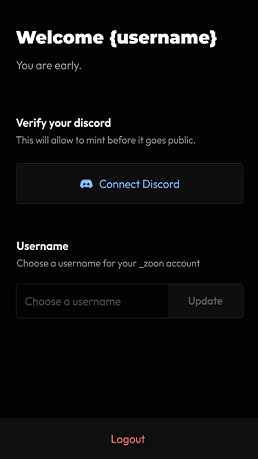 Welcome {username}
You are early.
Verify your discord
This will allow to mint before it goes public.
Connect Discord
Username
Choose a username for your _zoon account
Choose a username
Update
Logout